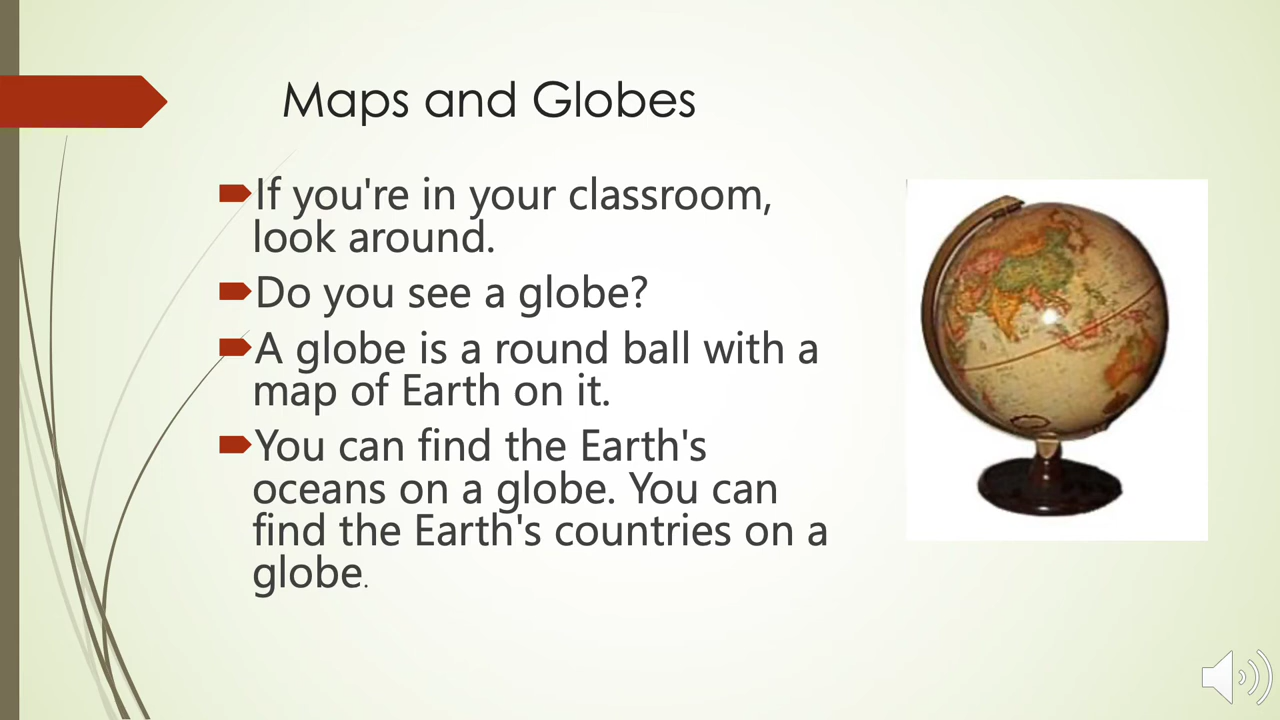 Maps and Globes
If you're in your classroom,
look around.
Do you see a globe?
A globe is a round ball with a
map of Earth on it.
You can find the Earth's
oceans on a globe. You can
find the Earth's countries on a
globe.